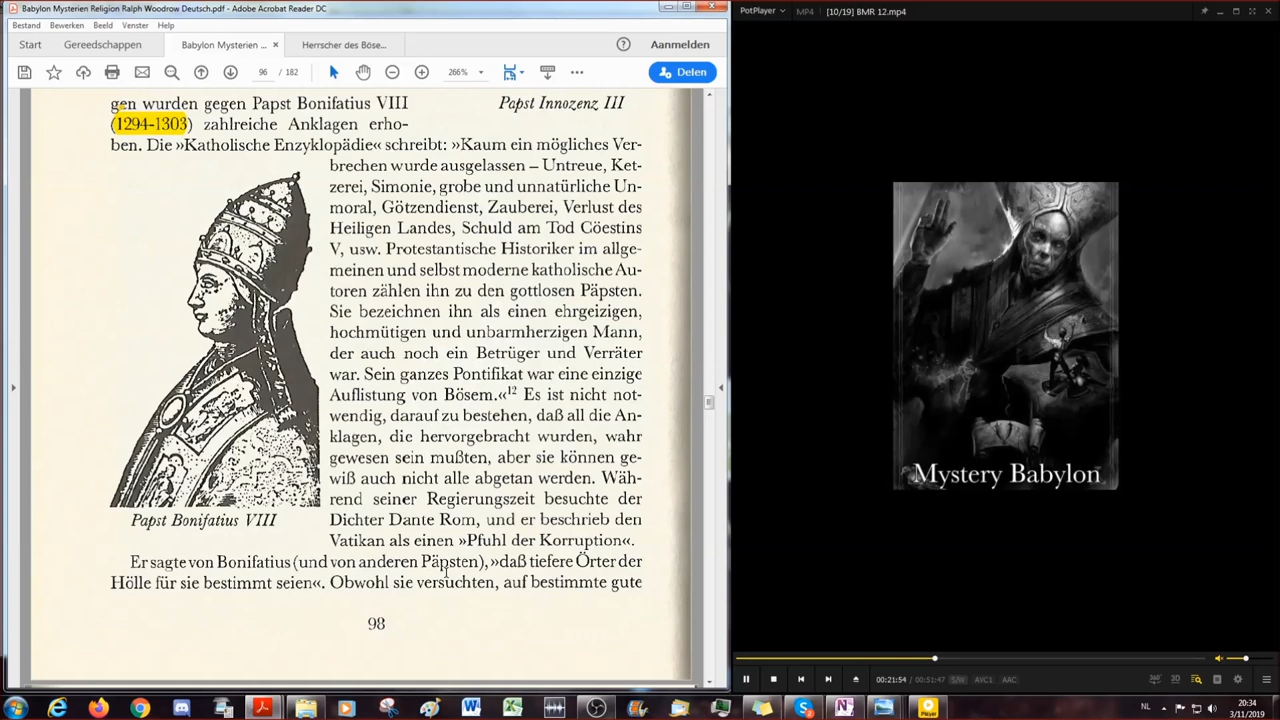 Babylon Mysterien Religion Ralph Woodrow Deutsch.pdf - Adobe Acrobat Reader DC
Bestand Bewerken Beeld Venster Help
Start Gereedschappen Babylon Mysterien ... × Herrscher des Böse... Aanmelden
96 / 182 266% Delen
gen wurden gegen Papst Bonifatius VIII
Papst Innozenz III
(1294-1303) zahlreiche Anklagen erho-
ben. Die »Katholische Enzyklopädie« schreibt: »Kaum ein mögliches Ver-
brechen wurde ausgelassen – Untreue, Ket-
zerei, Simonie, grobe und unnatürliche Un-
moral, Götzendienst, Zauberei, Verlust des
Heiligen Landes, Schuld am Tod Cöestins
V, usw. Protestantische Historiker im allge-
meinen und selbst moderne katholische Au-
toren zählen ihn zu den gottlosen Päpsten.
Sie bezeichnen ihn als einen ehrgeizigen,
hochmütigen und unbarmherzigen Mann,
der auch noch ein Betrüger und Verräter
war. Sein ganzes Pontifikat war eine einzige
Auflistung von Bösem.«12 Es ist nicht not-
wendig, darauf zu bestehen, daß all die An-
klagen, die hervorgebracht wurden, wahr
gewesen sein mußten, aber sie können ge-
wiß auch nicht alle abgetan werden. Wäh-
rend seiner Regierungszeit besuchte der
Dichter Dante Rom, und er beschrieb den
Vatikan als einen »Pfuhl der Korruption«.
Papst Bonifatius VIII
Er sagte von Bonifatius (und von anderen Päpsten), »daß tiefere Örter der
Hölle für sie bestimmt seien«. Obwohl sie versuchten, auf bestimmte gute
98
PotPlayer MP4 [10/19] BMR 12.mp4
Mystery Babylon
00:21:54 / 00:51:47 S/W AVC1 AAC
360° 3D
NL 20:34
3/11/2019